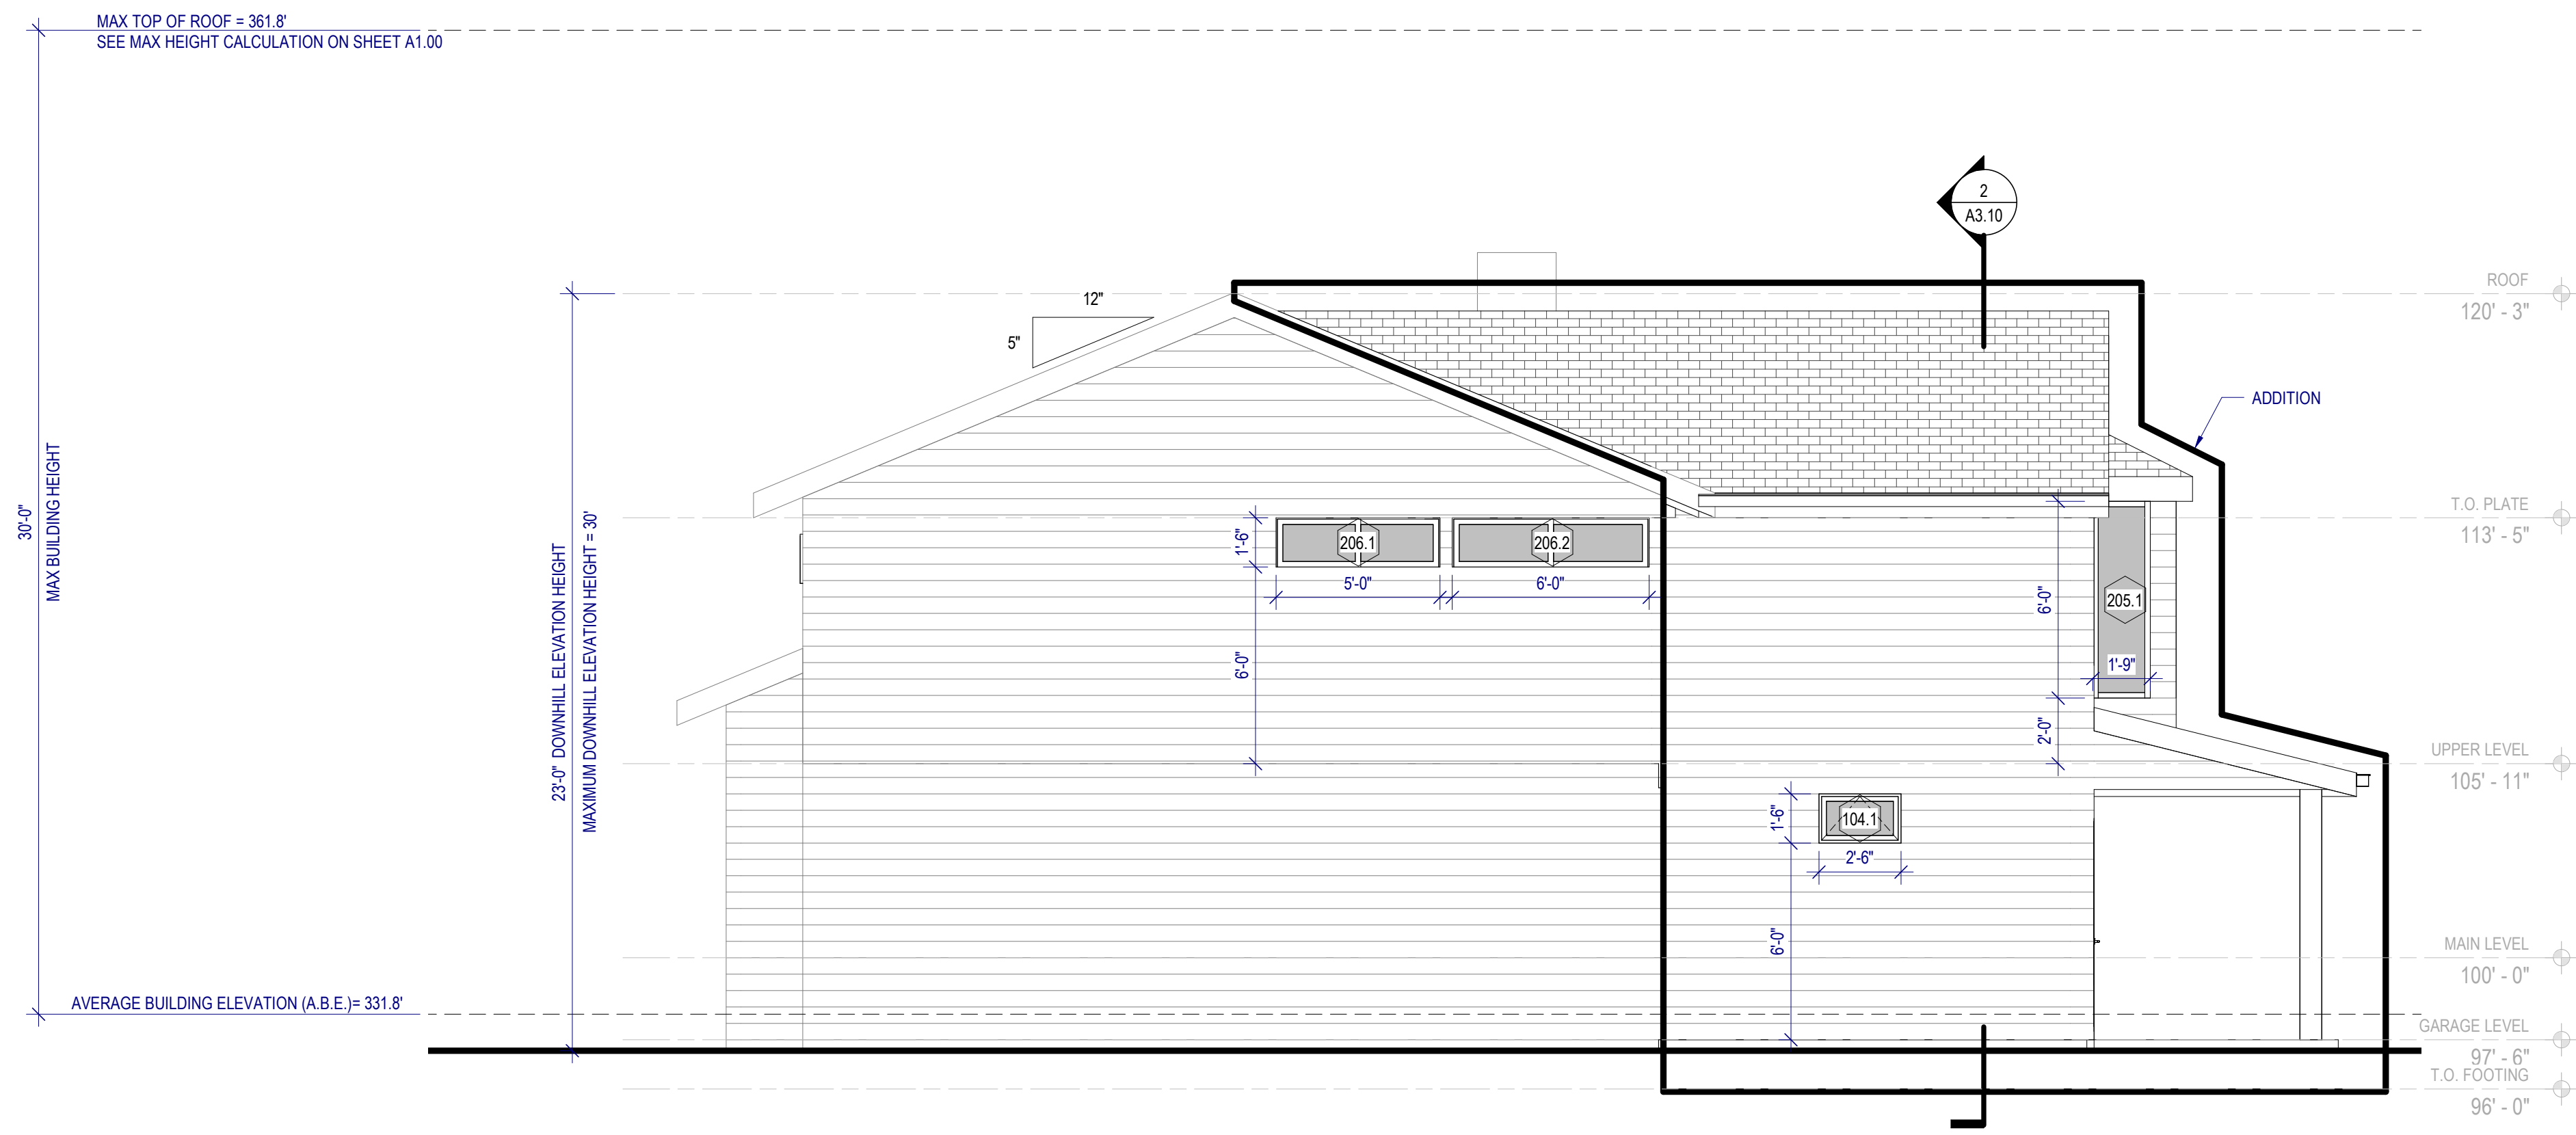 MAX TOP OF ROOF = 361.8'
SEE MAX HEIGHT CALCULATION ON SHEET A1.00
2
A3.10
ROOF
120' - 3"
12"
5"
ADDITION
30'-0"
MAX BUILDING HEIGHT
23'-0" DOWNHILL ELEVATION HEIGHT
MAXIMUM DOWNHILL ELEVATION HEIGHT = 30'
T.O. PLATE
113' - 5"
1'-6"
206.1
206.2
5'-0"
6'-0"
6'-0"
6'-0"
205.1
1'-9"
2'-0"
UPPER LEVEL
105' - 11"
1'-6"
104.1
2'-6"
6'-0"
MAIN LEVEL
100' - 0"
AVERAGE BUILDING ELEVATION (A.B.E.)= 331.8'
GARAGE LEVEL
97' - 6"
T.O. FOOTING
96' - 0"